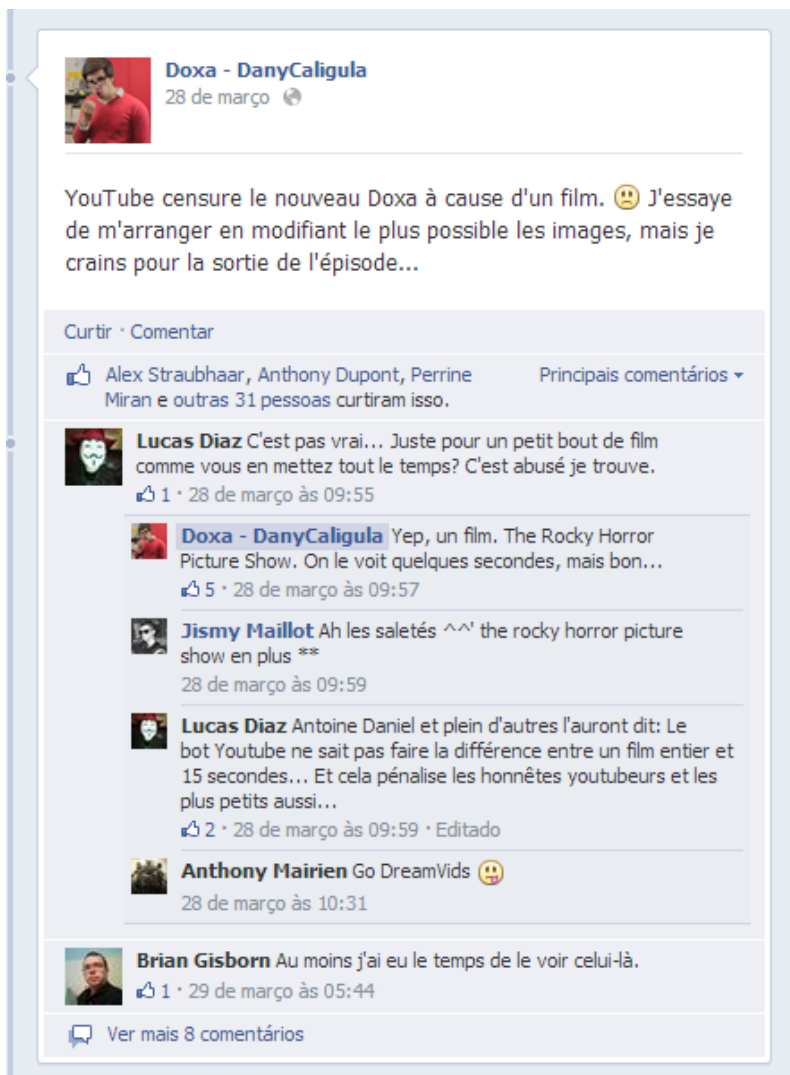 Doxa - DanyCaligula
28 de março
YouTube censure le nouveau Doxa à cause d'un film. J'essaye
de m'arranger en modifiant le plus possible les images, mais je
crains pour la sortie de l'épisode...
Curtir · Comentar
Alex Straubhaar, Anthony Dupont, Perrine
Miran e outras 31 pessoas curtiram isso.
Principais comentários
Lucas Diaz C'est pas vrai... Juste pour un petit bout de film
comme vous en mettez tout le temps? C'est abusé je trouve.
1 · 28 de março às 09:55
Doxa - DanyCaligula Yep, un film. The Rocky Horror
Picture Show. On le voit quelques secondes, mais bon...
5 · 28 de março às 09:57
Jismy Maillot Ah les saletés ^^' the rocky horror picture
show en plus **
28 de março às 09:59
Lucas Diaz Antoine Daniel et plein d'autres l'auront dit: Le
bot Youtube ne sait pas faire la différence entre un film entier et
15 secondes... Et cela pénalise les honnêtes youtubeurs et les
plus petits aussi...
2 · 28 de março às 09:59 · Editado
Anthony Mairien Go DreamVids
28 de março às 10:31
Brian Gisborn Au moins j'ai eu le temps de le voir celui-là.
1 · 29 de março às 05:44
Ver mais 8 comentários